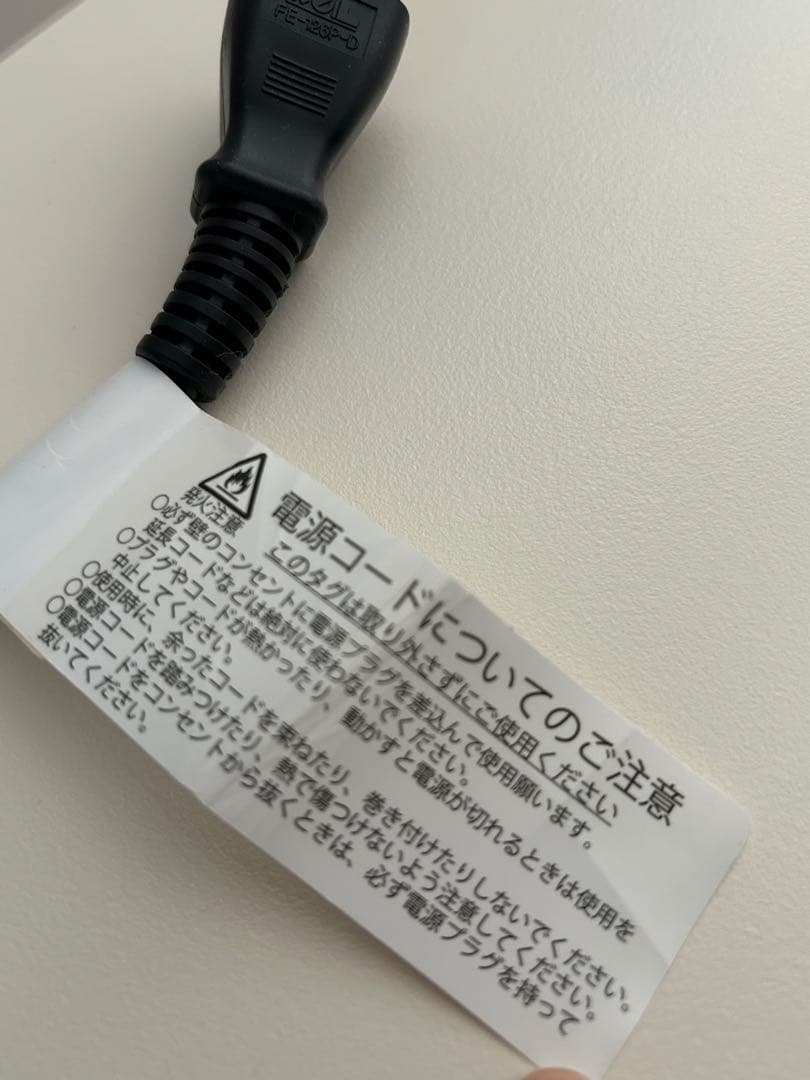 FE-126P-D
発火注意
電源コードについてのご注意
このタグは取り外さずにご使用ください
○必ず壁のコンセントに電源プラグを差込んで使用願います。
延長コードなどは絶対に使わないでください。
○プラグやコードが熱かったり、動かすと電源が切れるときは使用を
中止してください。
○使用時に、余ったコードを束ねたり、巻き付けたりしないでください。
○電源コードを踏みつけたり、熱で傷つけないよう注意してください。
○電源コードをコンセントから抜くときは、必ず電源プラグを持って
抜いてください。